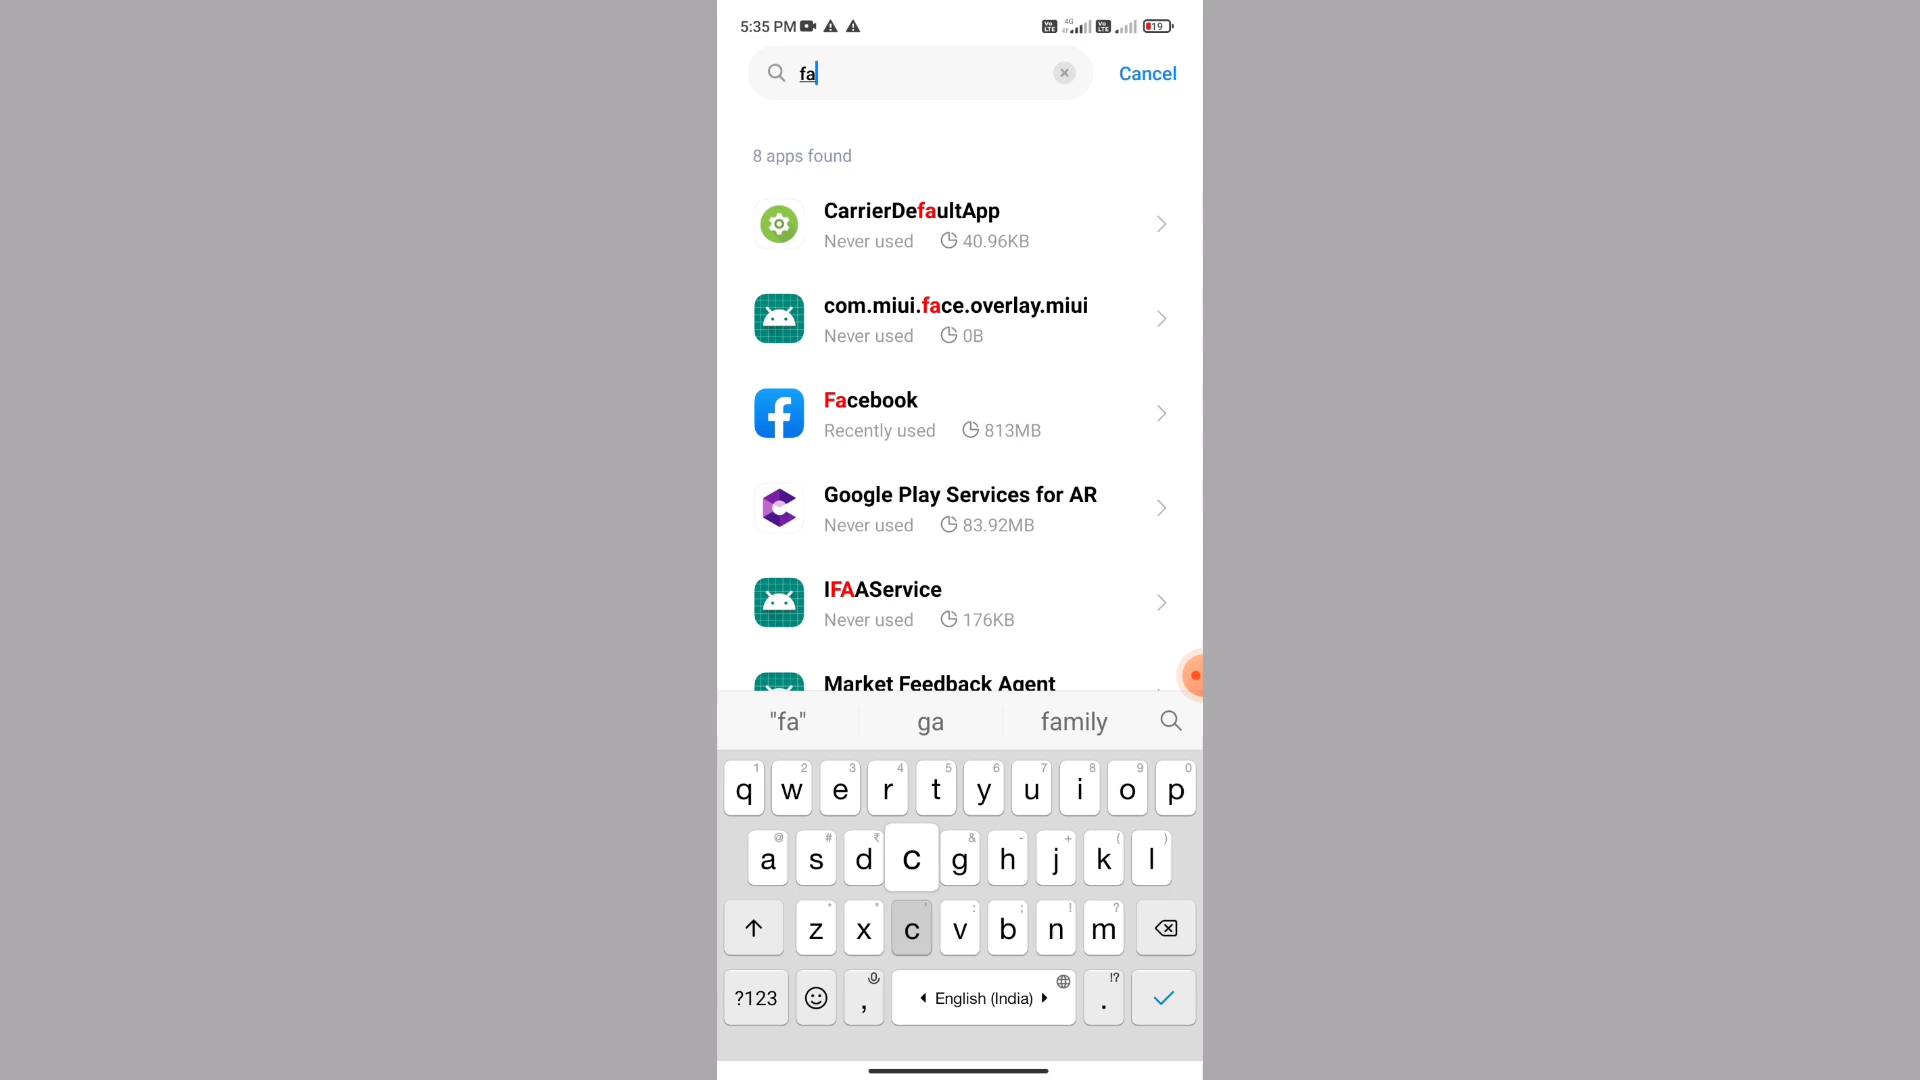 5:35 PM 4G 19
fa Cancel
8 apps found
CarrierDefaultApp
Never used 40.96KB
com.miui.face.overlay.miui
Never used 0B
Facebook
Recently used 813MB
Google Play Services for AR
Never used 83.92MB
IFAAService
Never used 176KB
Market Feedback Agent
"fa" ga family
1 2 3 4 5 6 7 8 9 0
q w e r t y u i o p
@ # ₹ & - + ( )
a s d c g h j k l
* " ' : ; ! ?
z x c v b n m
!?
?123 , English (India) .